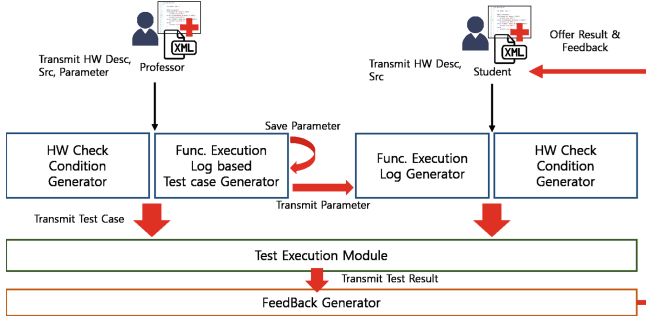 XML
XML
Offer Result &
Feedback
Transmit HW Desc,
Src, Parameter
Professor
Transmit HW Desc,
Src
Student
Save Parameter
HW Check
Condition
Generator
Func. Execution
Log based
Test case Generator
Func. Execution
Log Generator
HW Check
Condition
Generator
Transmit Parameter
Transmit Test Case
Test Execution Module
Transmit Test Result
FeedBack Generator